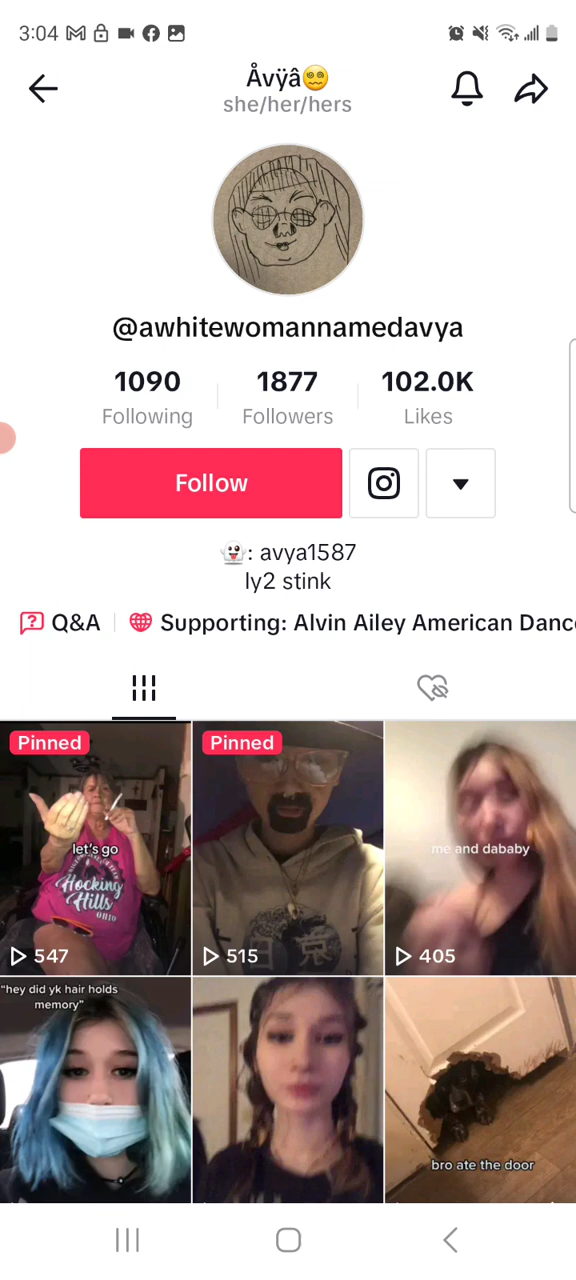 3:04
Åvÿâ😵‍💫
she/her/hers
@awhitewomannamedavya
1090 1877 102.0K
Following Followers Likes
Follow
👻: avya1587
ly2 stink
Q&A Supporting: Alvin Ailey American Danc
Pinned Pinned
let's go me and dababy
Hocking
Hills
OHIO
547 515 405
"hey did yk hair holds
memory"
bro ate the door